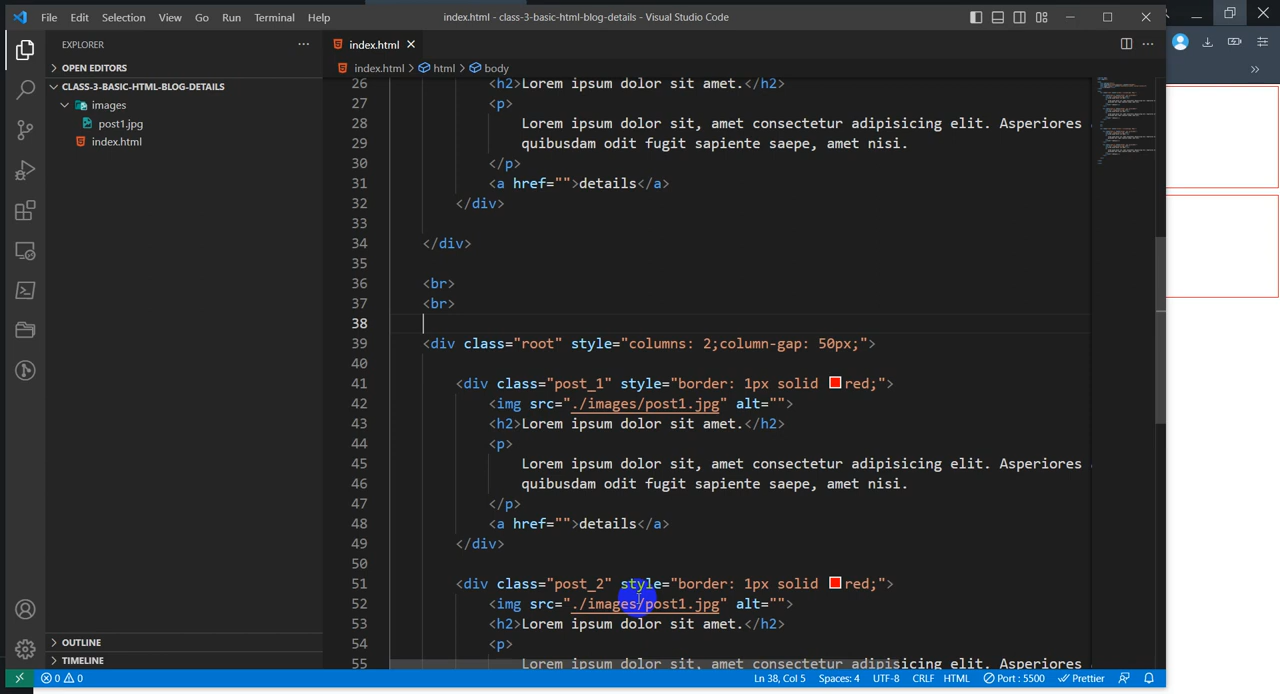 File Edit Selection View Go Run Terminal Help
index.html - class-3-basic-html-blog-details - Visual Studio Code
EXPLORER
index.html
OPEN EDITORS
index.html > html > body
CLASS-3-BASIC-HTML-BLOG-DETAILS
images
post1.jpg
index.html
26 <h2>Lorem ipsum dolor sit amet.</h2>
27 <p>
28 Lorem ipsum dolor sit, amet consectetur adipisicing elit. Asperiores
29 quibusdam odit fugit sapiente saepe, amet nisi.
30 </p>
31 <a href="">details</a>
32 </div>
33
34 </div>
35
36 <br>
37 <br>
38
39 <div class="root" style="columns: 2;column-gap: 50px;">
40
41 <div class="post_1" style="border: 1px solid red;">
42 <img src="./images/post1.jpg" alt="">
43 <h2>Lorem ipsum dolor sit amet.</h2>
44 <p>
45 Lorem ipsum dolor sit, amet consectetur adipisicing elit. Asperiores
46 quibusdam odit fugit sapiente saepe, amet nisi.
47 </p>
48 <a href="">details</a>
49 </div>
50
51 <div class="post_2" style="border: 1px solid red;">
52 <img src="./images/post1.jpg" alt="">
53 <h2>Lorem ipsum dolor sit amet.</h2>
54 <p>
55 Lorem ipsum dolor sit, amet consectetur adipisicing elit. Asperiores
OUTLINE
TIMELINE
0 0 Ln 38, Col 5 Spaces: 4 UTF-8 CRLF HTML Port : 5500 Prettier